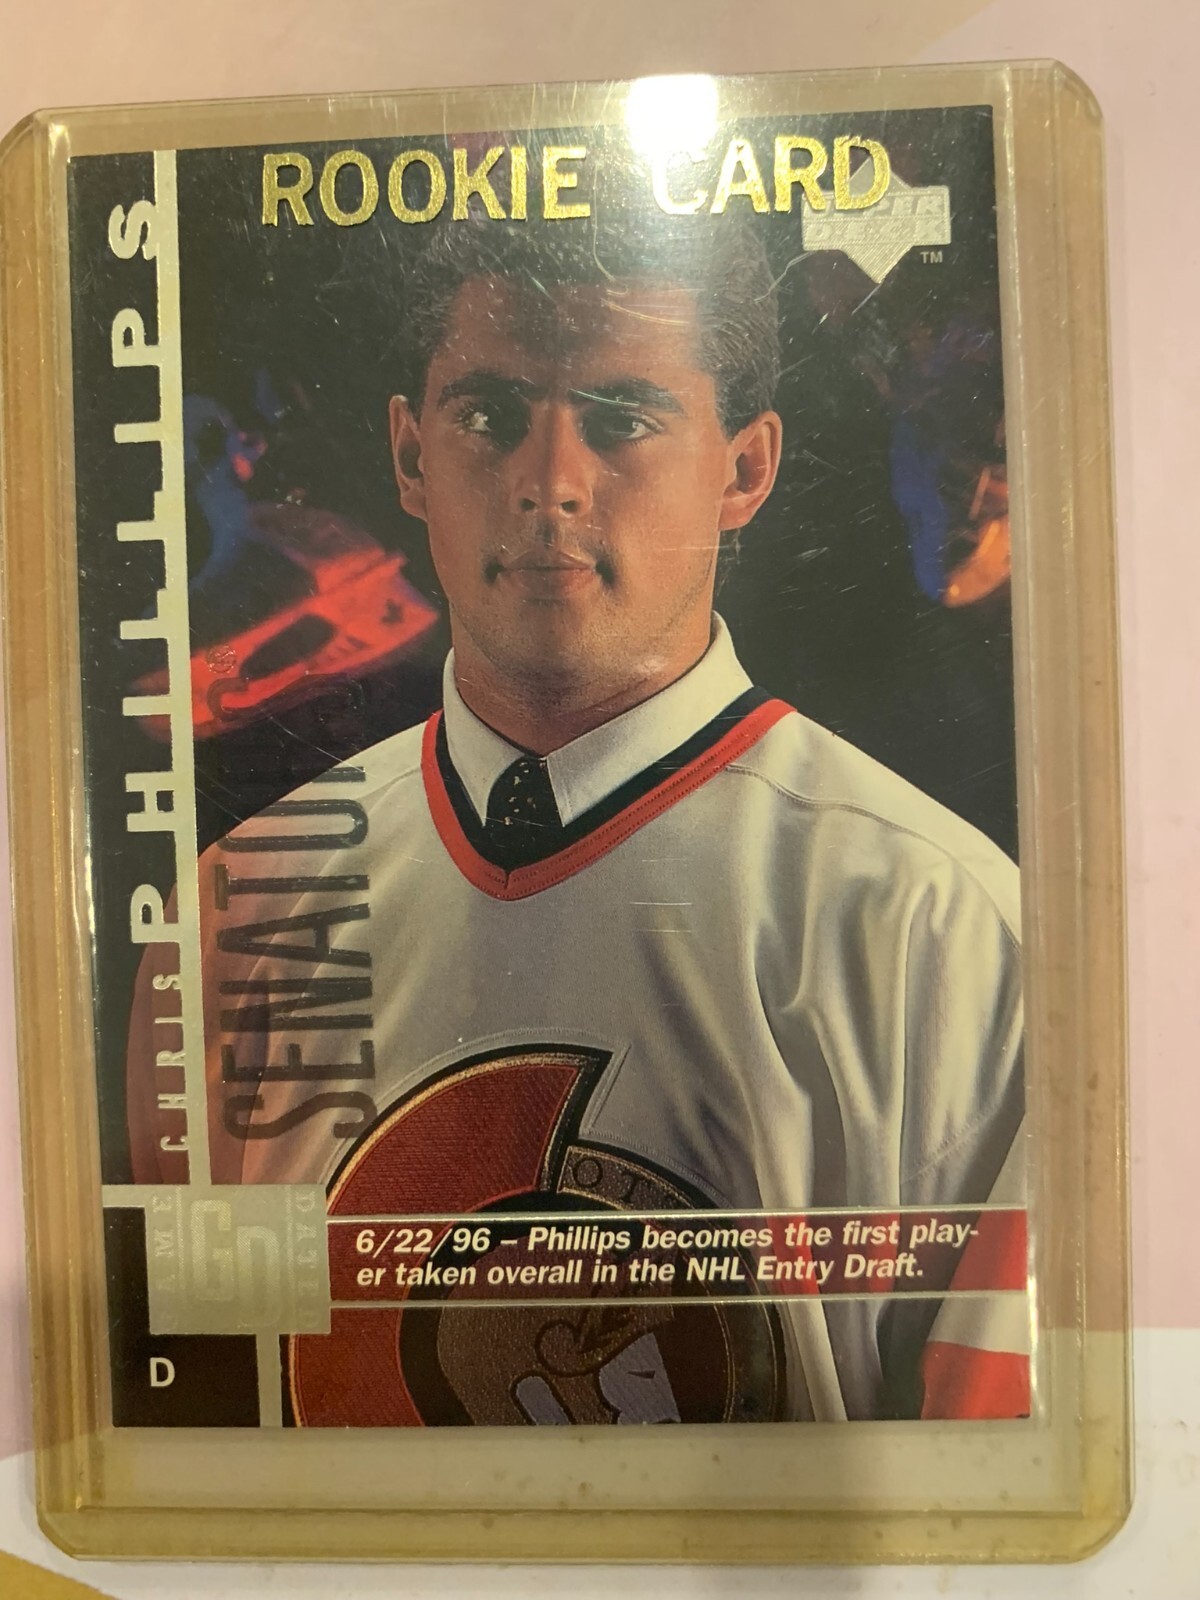 ROOKIE CARD
UPPER
DECK
TM
CHRIS PHILLIPS
SENATORS®
GAME
DATED
GD
6/22/96 – Phillips becomes the first play-
er taken overall in the NHL Entry Draft.
D